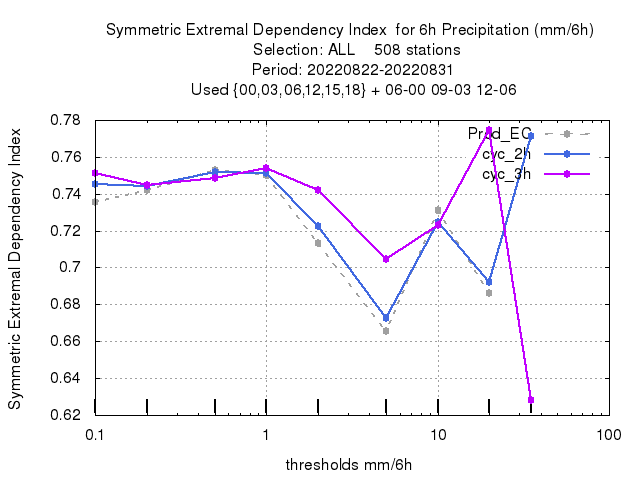 Symmetric Extremal Dependency Index for 6h Precipitation (mm/6h)
Selection: ALL 508 stations
Period: 20220822-20220831
Used {00,03,06,12,15,18} + 06-00 09-03 12-06
Symmetric Extremal Dependency Index
0.78
0.76
0.74
0.72
0.7
0.68
0.66
0.64
0.62
Prod_EC
cyc_2h
cyc_3h
0.1
1
10
100
thresholds mm/6h